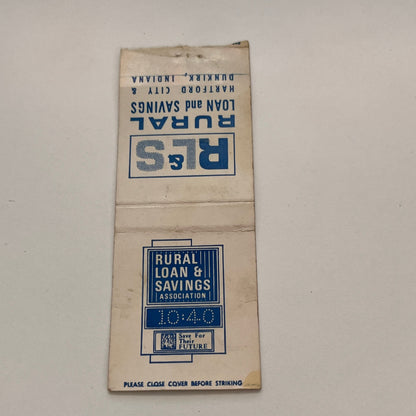 RL&S
RURAL
LOAN and SAVINGS
HARTFORD CITY &
DUNKIRK, INDIANA
RURAL
LOAN &
SAVINGS
ASSOCIATION
10:40
Save For
Their
FUTURE
PLEASE CLOSE COVER BEFORE STRIKING